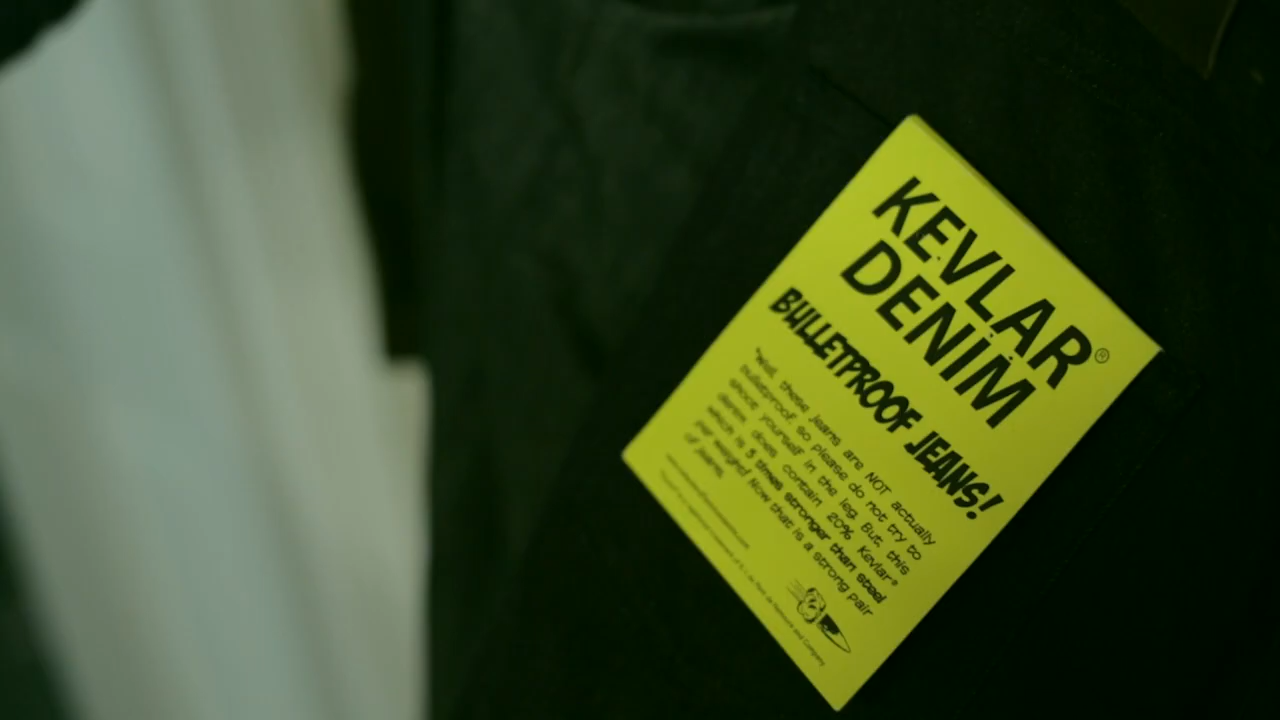 KEVLAR®
DENIM
BULLETPROOF JEANS!
*Well, these jeans are NOT actually
bulletproof, so please do not try to
shoot yourself in the leg. But, this
denim does contain 20% Kevlar®
which is 5 times stronger than steel
per weight! Now that is a strong pair
of jeans.
and Company